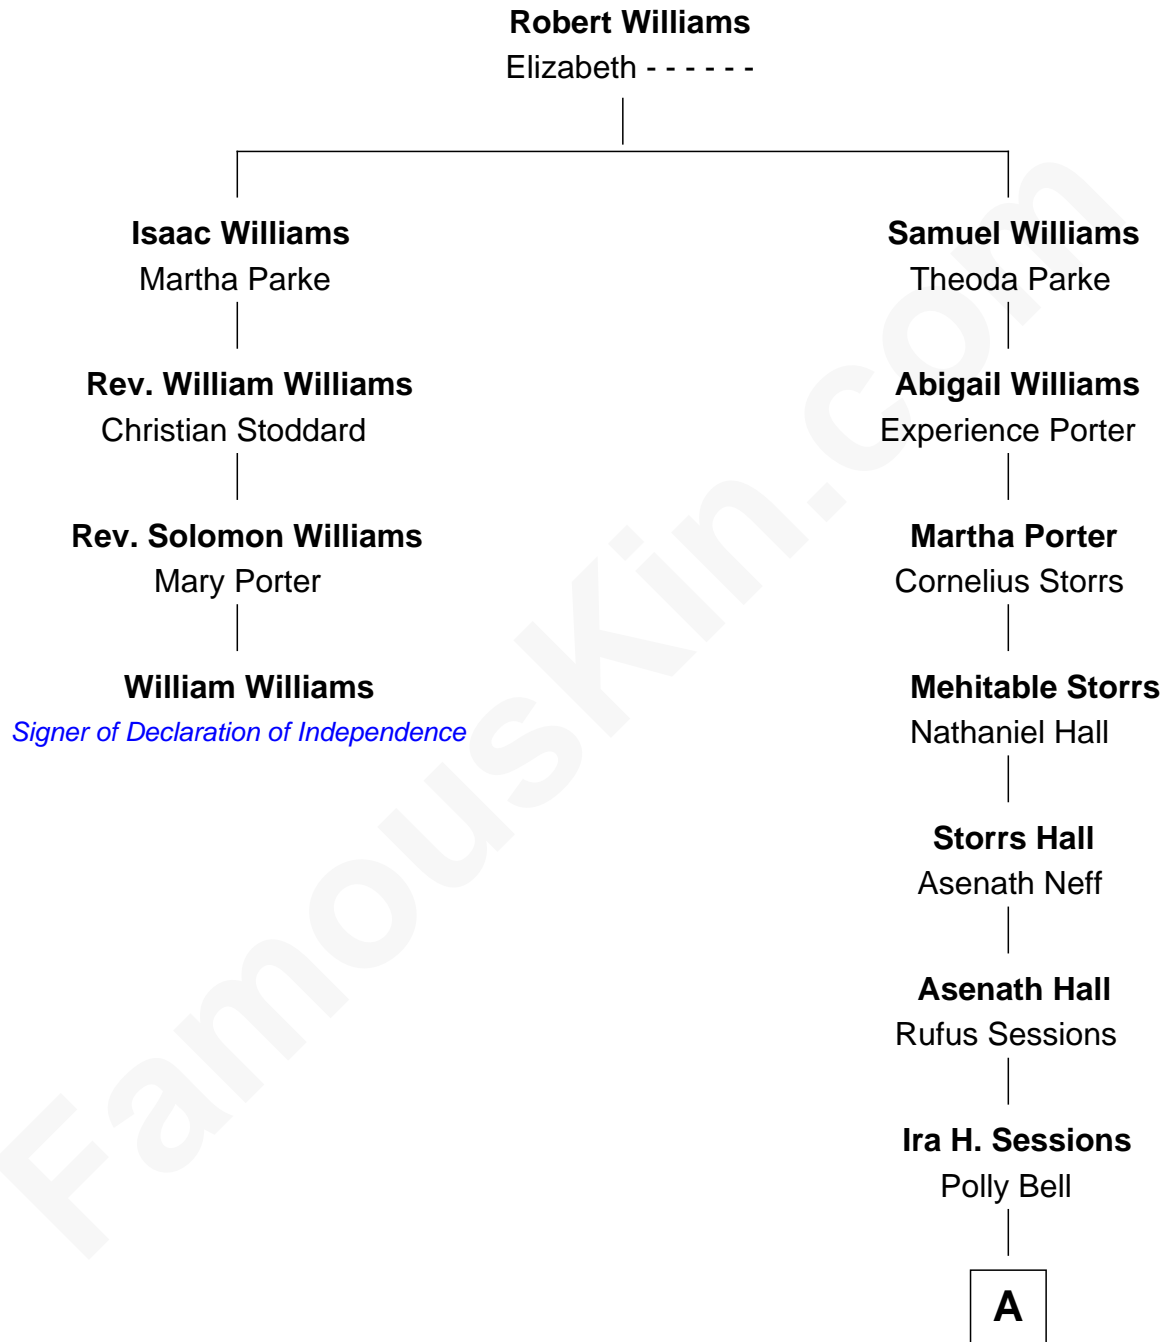 Robert Williams
Elizabeth - - - - - -
Isaac Williams
Martha Parke
Samuel Williams
Theoda Parke
Rev. William Williams
Christian Stoddard
Abigail Williams
Experience Porter
Rev. Solomon Williams
Mary Porter
Martha Porter
Cornelius Storrs
William Williams
Signer of Declaration of Independence
Mehitable Storrs
Nathaniel Hall
Storrs Hall
Asenath Neff
Asenath Hall
Rufus Sessions
Ira H. Sessions
Polly Bell
A
FamousKin.com